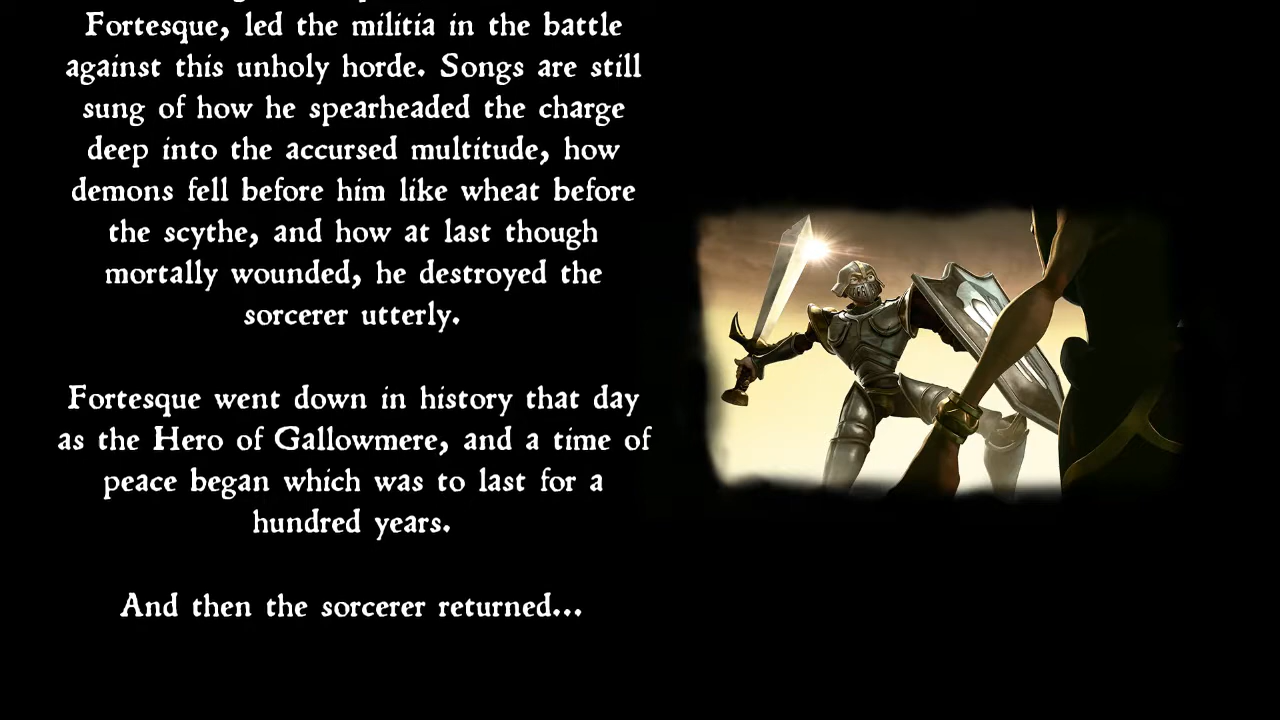 Fortesque, led the militia in the battle
against this unholy horde. Songs are still
sung of how he spearheaded the charge
deep into the accursed multitude, how
demons fell before him like wheat before
the scythe, and how at last though
mortally wounded, he destroyed the
sorcerer utterly.
Fortesque went down in history that day
as the Hero of Gallowmere, and a time of
peace began which was to last for a
hundred years.
And then the sorcerer returned...